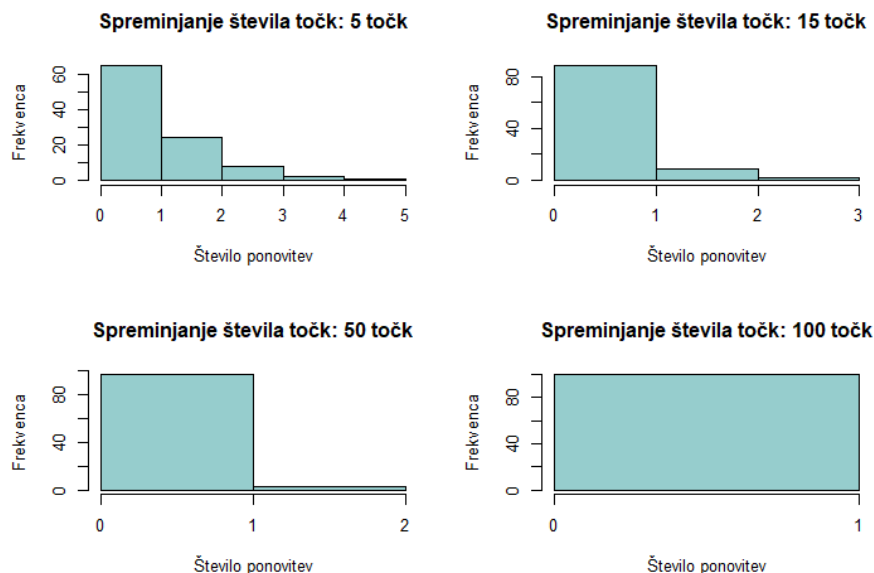 Spreminjanje števila točk: 5 točk
Frekvenca
0 20 40 60
0 1 2 3 4 5
Število ponovitev
Spreminjanje števila točk: 15 točk
Frekvenca
0 40 80
0 1 2 3
Število ponovitev
Spreminjanje števila točk: 50 točk
Frekvenca
0 40 80
0 1 2
Število ponovitev
Spreminjanje števila točk: 100 točk
Frekvenca
0 40 80
0 1
Število ponovitev